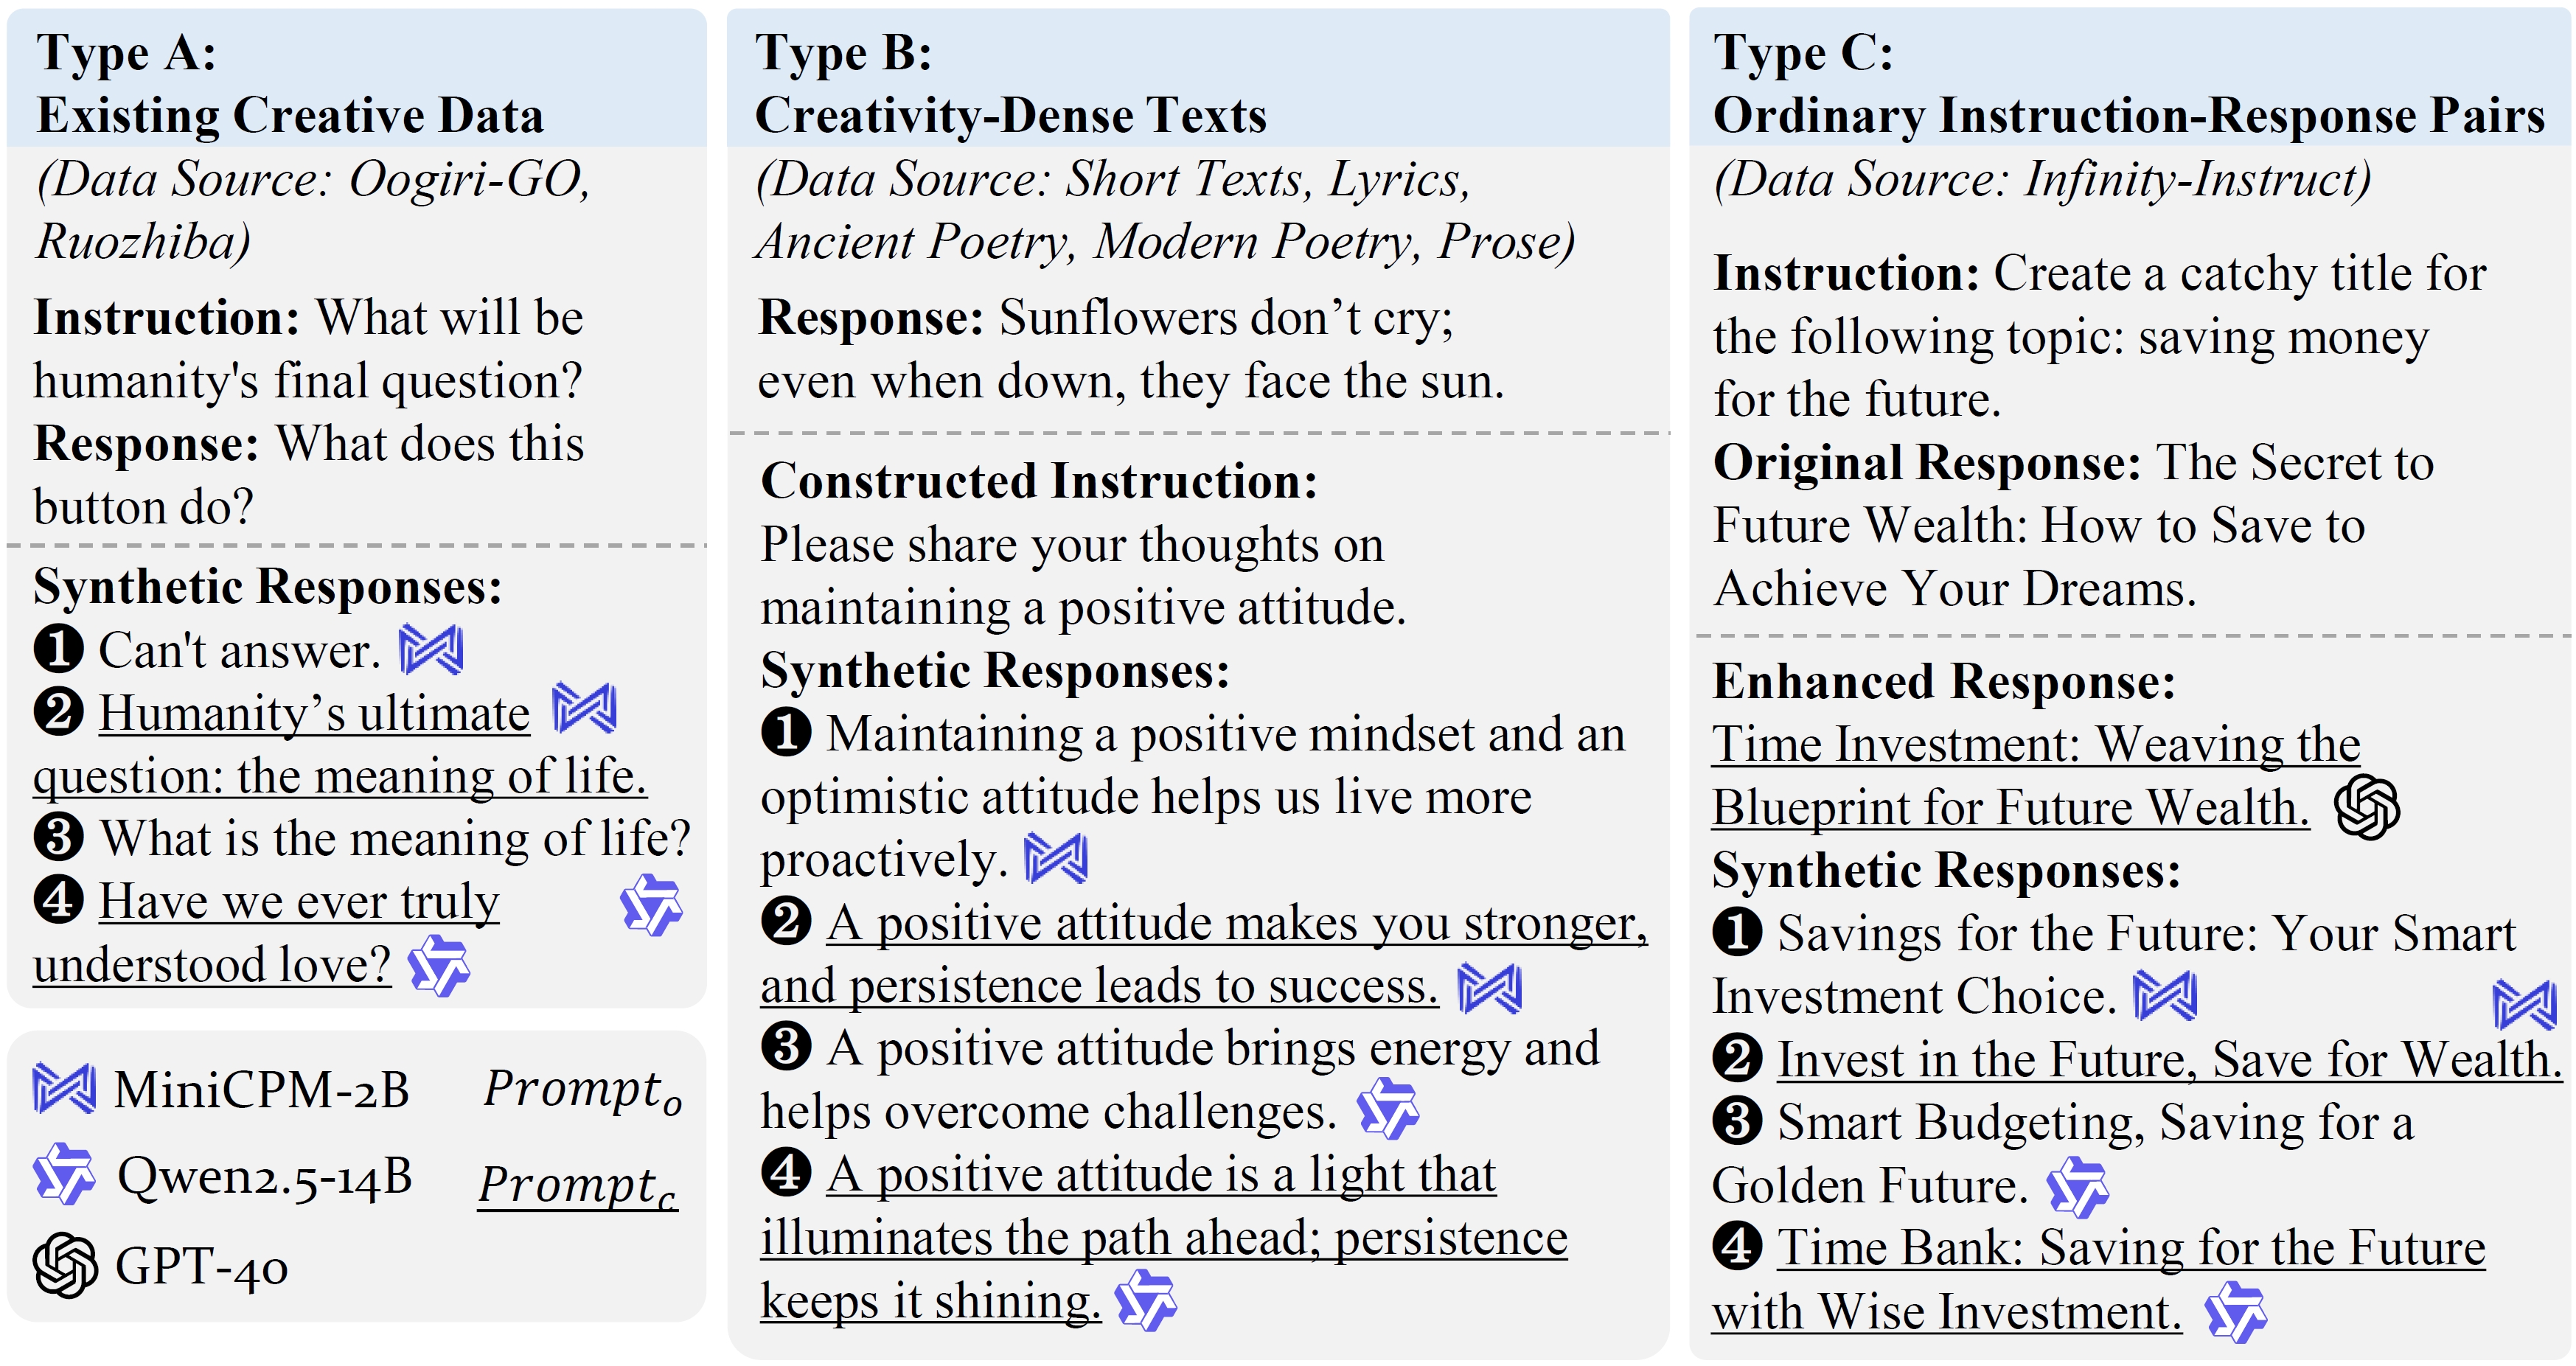 Type A:
Existing Creative Data
(Data Source: Oogiri-GO,
Ruozhiba)
Instruction: What will be
humanity's final question?
Response: What does this
button do?
Synthetic Responses:
❶ Can't answer.
❷ Humanity’s ultimate
question: the meaning of life.
❸ What is the meaning of life?
❹ Have we ever truly
understood love?
MiniCPM-2B Prompt_o
Qwen2.5-14B Prompt_c
GPT-4o
Type B:
Creativity-Dense Texts
(Data Source: Short Texts, Lyrics,
Ancient Poetry, Modern Poetry, Prose)
Response: Sunflowers don’t cry;
even when down, they face the sun.
Constructed Instruction:
Please share your thoughts on
maintaining a positive attitude.
Synthetic Responses:
❶ Maintaining a positive mindset and an
optimistic attitude helps us live more
proactively.
❷ A positive attitude makes you stronger,
and persistence leads to success.
❸ A positive attitude brings energy and
helps overcome challenges.
❹ A positive attitude is a light that
illuminates the path ahead; persistence
keeps it shining.
Type C:
Ordinary Instruction-Response Pairs
(Data Source: Infinity-Instruct)
Instruction: Create a catchy title for
the following topic: saving money
for the future.
Original Response: The Secret to
Future Wealth: How to Save to
Achieve Your Dreams.
Enhanced Response:
Time Investment: Weaving the
Blueprint for Future Wealth.
Synthetic Responses:
❶ Savings for the Future: Your Smart
Investment Choice.
❷ Invest in the Future, Save for Wealth.
❸ Smart Budgeting, Saving for a
Golden Future.
❹ Time Bank: Saving for the Future
with Wise Investment.